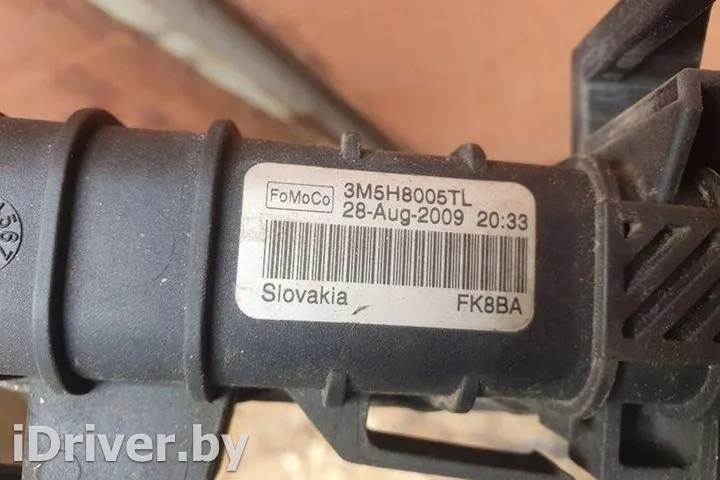 FoMoCo 3M5H8005TL
28-Aug-2009 20:33
Slovakia FK8BA
iDriver.by